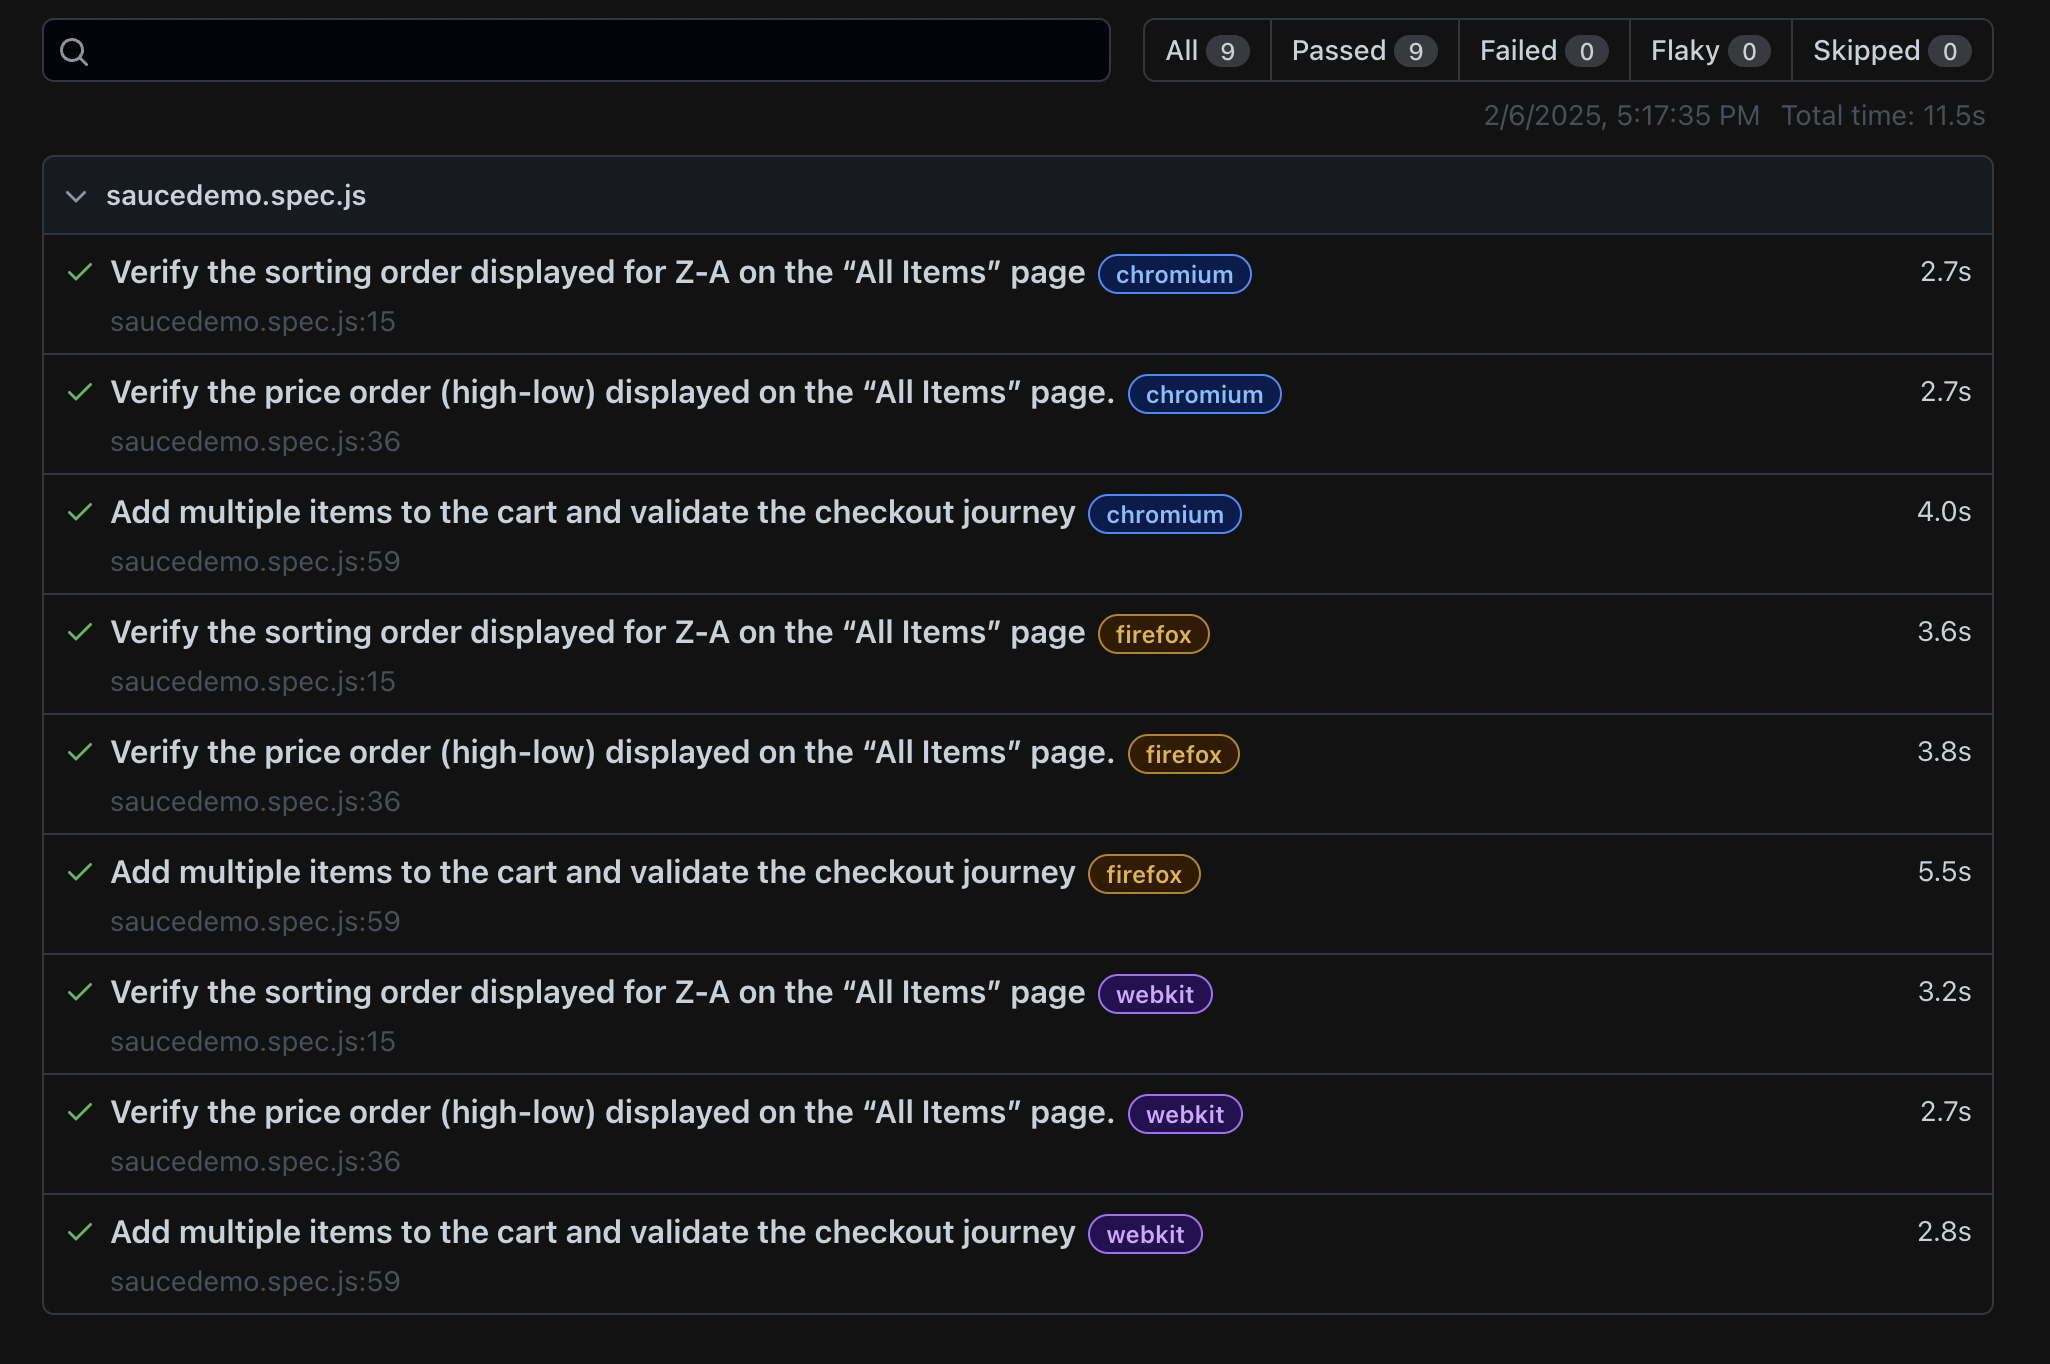 All 9 Passed 9 Failed 0 Flaky 0 Skipped 0
2/6/2025, 5:17:35 PM Total time: 11.5s
saucedemo.spec.js
Verify the sorting order displayed for Z-A on the “All Items” page chromium 2.7s
saucedemo.spec.js:15
Verify the price order (high-low) displayed on the “All Items” page. chromium 2.7s
saucedemo.spec.js:36
Add multiple items to the cart and validate the checkout journey chromium 4.0s
saucedemo.spec.js:59
Verify the sorting order displayed for Z-A on the “All Items” page firefox 3.6s
saucedemo.spec.js:15
Verify the price order (high-low) displayed on the “All Items” page. firefox 3.8s
saucedemo.spec.js:36
Add multiple items to the cart and validate the checkout journey firefox 5.5s
saucedemo.spec.js:59
Verify the sorting order displayed for Z-A on the “All Items” page webkit 3.2s
saucedemo.spec.js:15
Verify the price order (high-low) displayed on the “All Items” page. webkit 2.7s
saucedemo.spec.js:36
Add multiple items to the cart and validate the checkout journey webkit 2.8s
saucedemo.spec.js:59